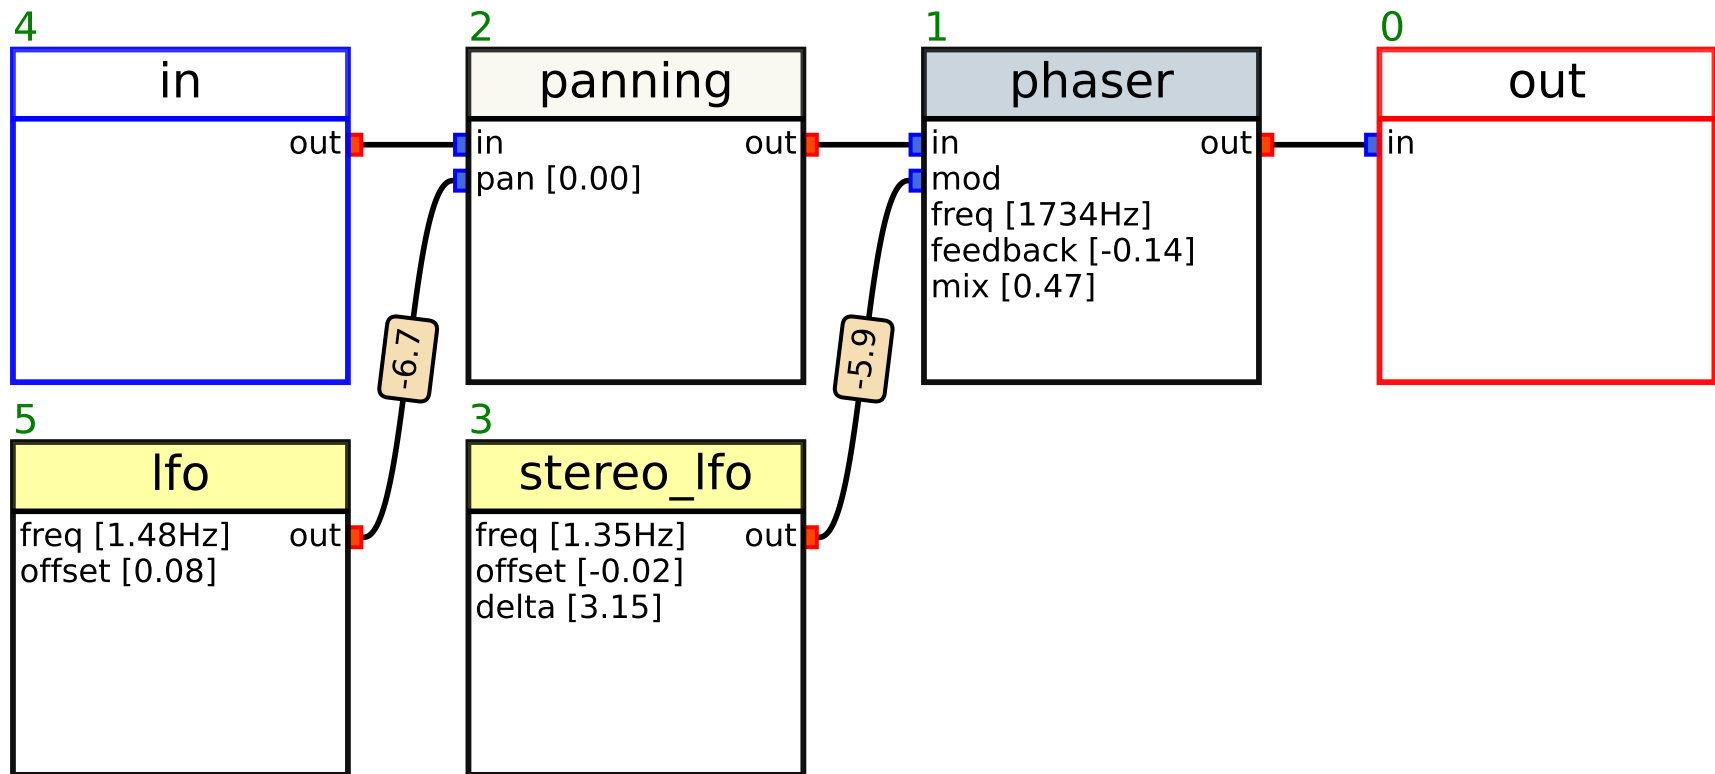 4
in
out
2
panning
in
out
pan [0.00]
1
phaser
in
out
mod
freq [1734Hz]
feedback [-0.14]
mix [0.47]
0
out
in
-6.7
-5.9
5
lfo
freq [1.48Hz]
out
offset [0.08]
3
stereo_lfo
freq [1.35Hz]
out
offset [-0.02]
delta [3.15]